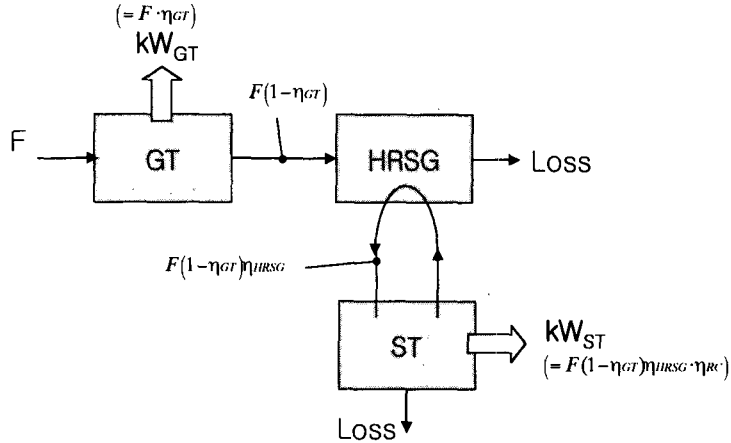 (= F·ηGT)
kWGT
F(1−ηGT)
F
GT
HRSG
Loss
F(1−ηGT)ηHRSG
ST
kWST
(= F(1−ηGT)ηHRSG·ηRC)
Loss